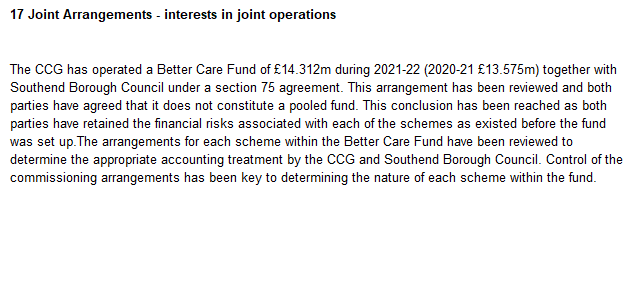 17 Joint Arrangements - interests in joint operations
The CCG has operated a Better Care Fund of £14.312m during 2021-22 (2020-21 £13.575m) together with
Southend Borough Council under a section 75 agreement. This arrangement has been reviewed and both
parties have agreed that it does not constitute a pooled fund. This conclusion has been reached as both
parties have retained the financial risks associated with each of the schemes as existed before the fund
was set up.The arrangements for each scheme within the Better Care Fund have been reviewed to
determine the appropriate accounting treatment by the CCG and Southend Borough Council. Control of the
commissioning arrangements has been key to determining the nature of each scheme within the fund.